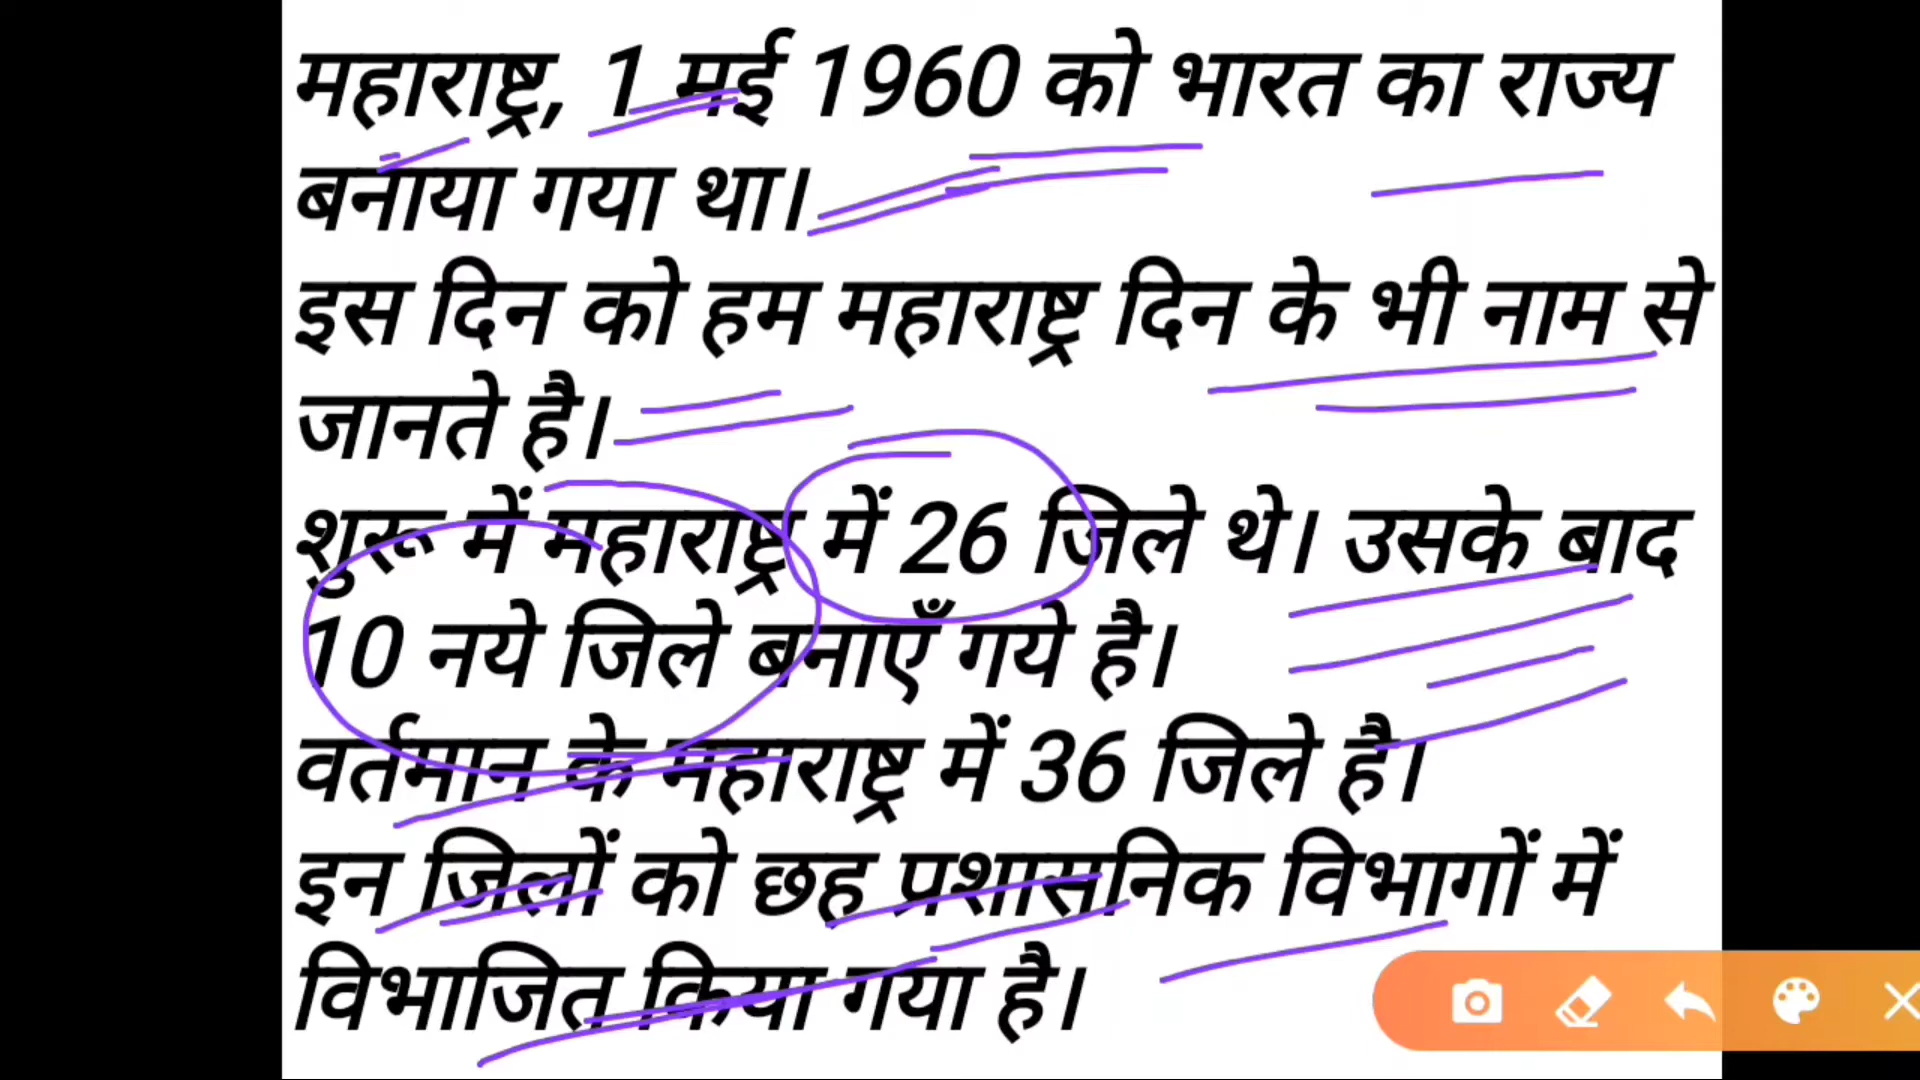 महाराष्ट्र, 1 मई 1960 को भारत का राज्य
बनाया गया था।
इस दिन को हम महाराष्ट्र दिन के भी नाम से
जानते है।
शुरू में महाराष्ट्र में 26 जिले थे। उसके बाद
10 नये जिले बनाएँ गये है।
वर्तमान के महाराष्ट्र में 36 जिले है।
इन जिलों को छह प्रशासनिक विभागों में
विभाजित किया गया है।